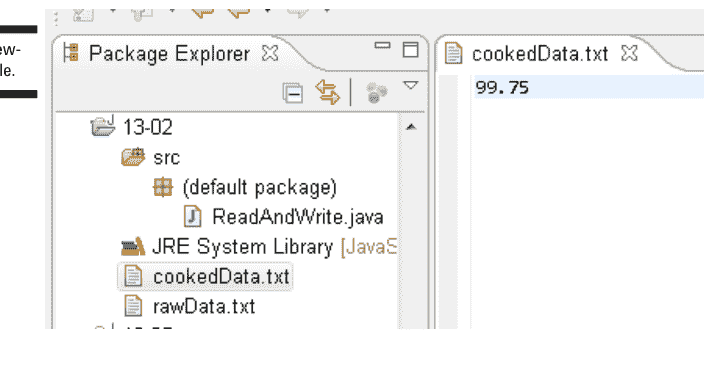 ew-
le.
Package Explorer
cookedData.txt
99.75
13-02
src
(default package)
ReadAndWrite.java
JRE System Library [JavaS
cookedData.txt
rawData.txt